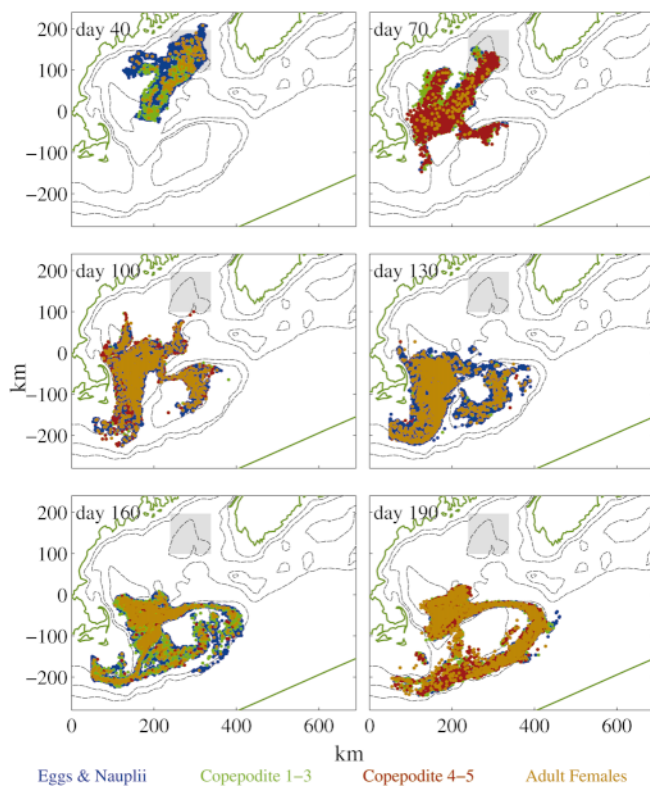 200
100
0
−100
−200
day 40
day 70
200
100
0
−100
−200
day 100
day 130
km
200
100
0
−100
−200
day 160
day 190
0
200
400
600
0
200
400
600
km
Eggs & Nauplii
Copepodite 1−3
Copepodite 4−5
Adult Females